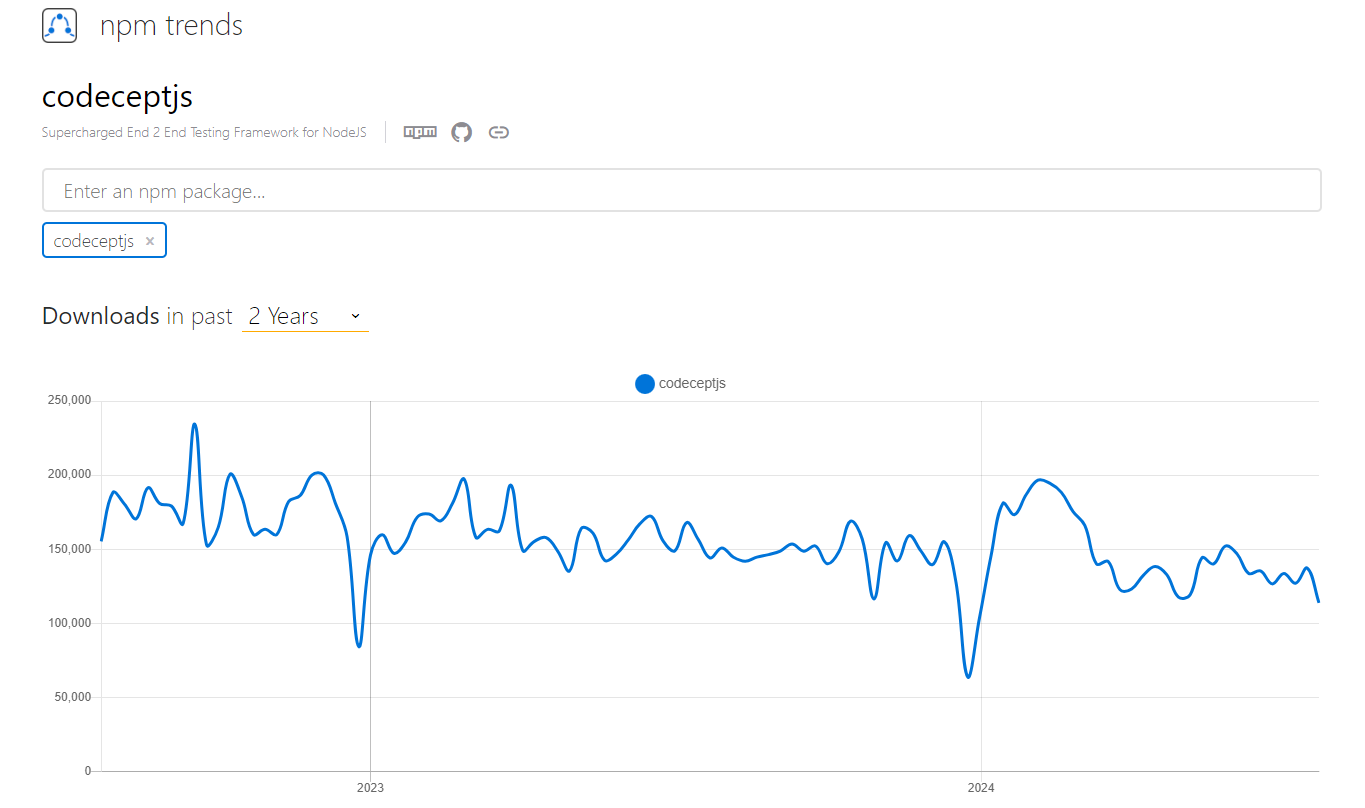 npm trends
codeceptjs
Supercharged End 2 End Testing Framework for NodeJS
npm
Enter an npm package...
codeceptjs ×
Downloads in past 2 Years
codeceptjs
250,000
200,000
150,000
100,000
50,000
0
2023 2024